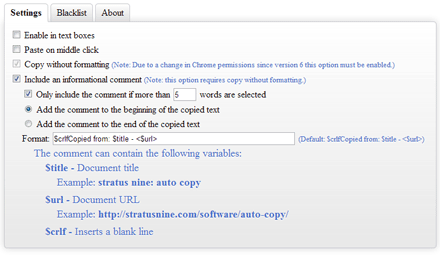 Settings Blacklist About
Enable in text boxes
Paste on middle click
Copy without formatting (Note: Due to a change in Chrome permissions since version 6 this option must be enabled.)
Include an informational comment (Note: this option requires copy without formatting.)
Only include the comment if more than 5 words are selected
Add the comment to the beginning of the copied text
Add the comment to the end of the copied text
Format: $crlfCopied from: $title - <$url> (Default: $crlfCopied from: $title - <$url>)
The comment can contain the following variables:
$title - Document title
Example: stratus nine: auto copy
$url - Document URL
Example: http://stratusnine.com/software/auto-copy/
$crlf - Inserts a blank line